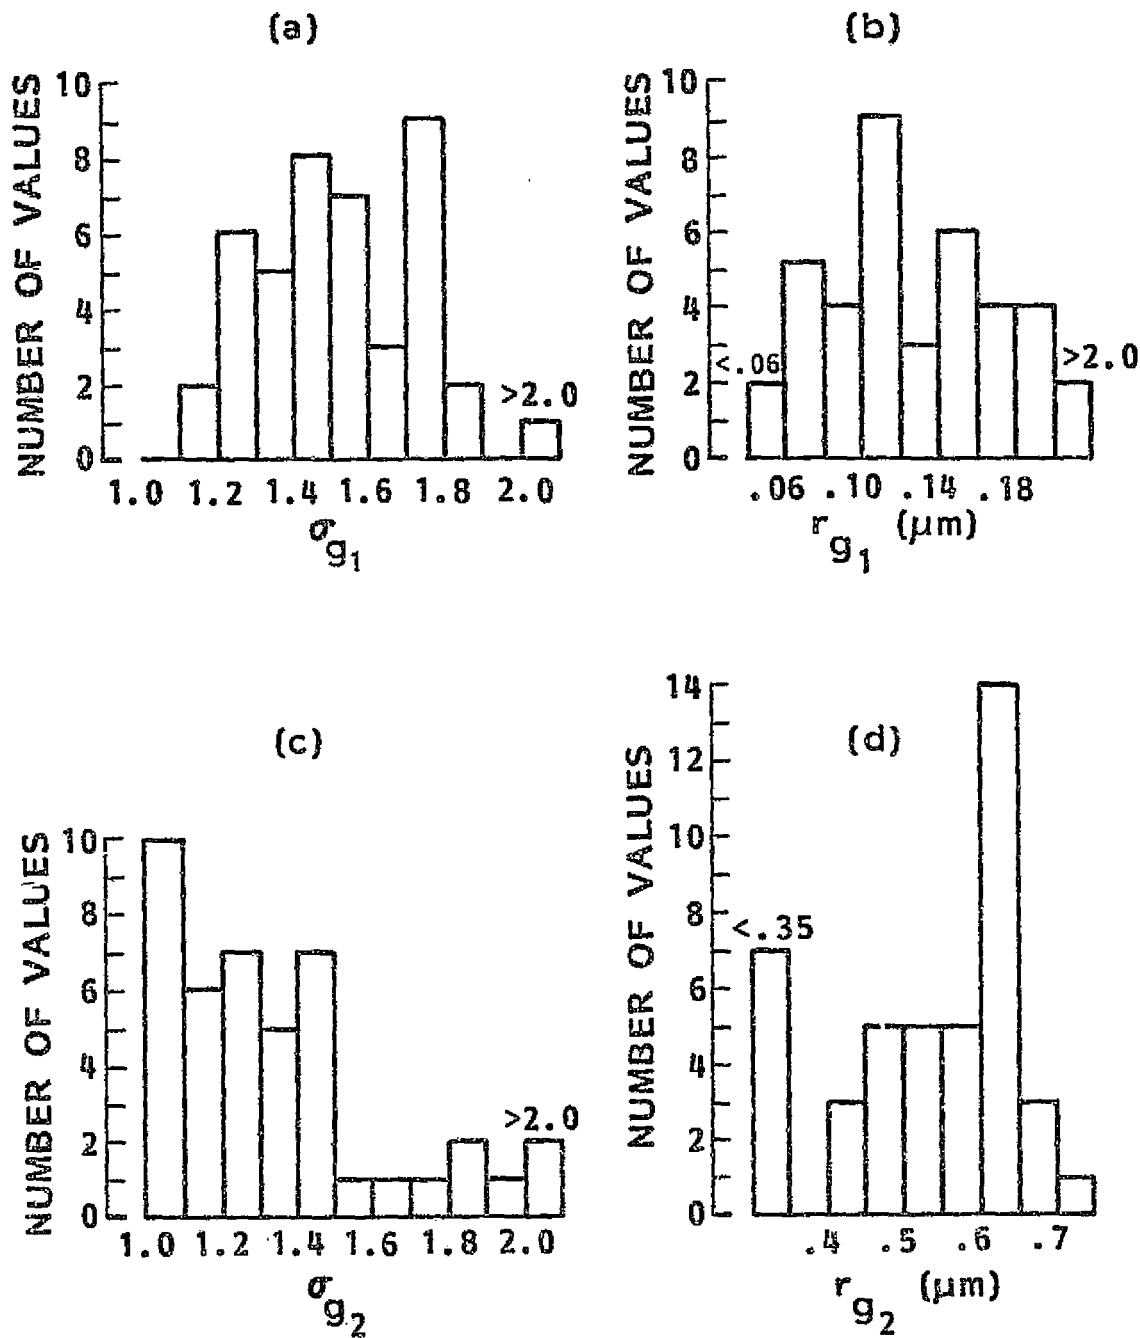 (a)
NUMBER OF VALUES
10
8
6
4
2
0
>2.0
1.0 1.2 1.4 1.6 1.8 2.0
σg1
(b)
NUMBER OF VALUES
10
8
6
4
2
0
<.06
>2.0
.06 .10 .14 .18
rg1 (μm)
(c)
NUMBER OF VALUES
10
8
6
4
2
0
>2.0
1.0 1.2 1.4 1.6 1.8 2.0
σg2
(d)
NUMBER OF VALUES
14
12
10
8
6
4
2
0
<.35
.4 .5 .6 .7
rg2 (μm)